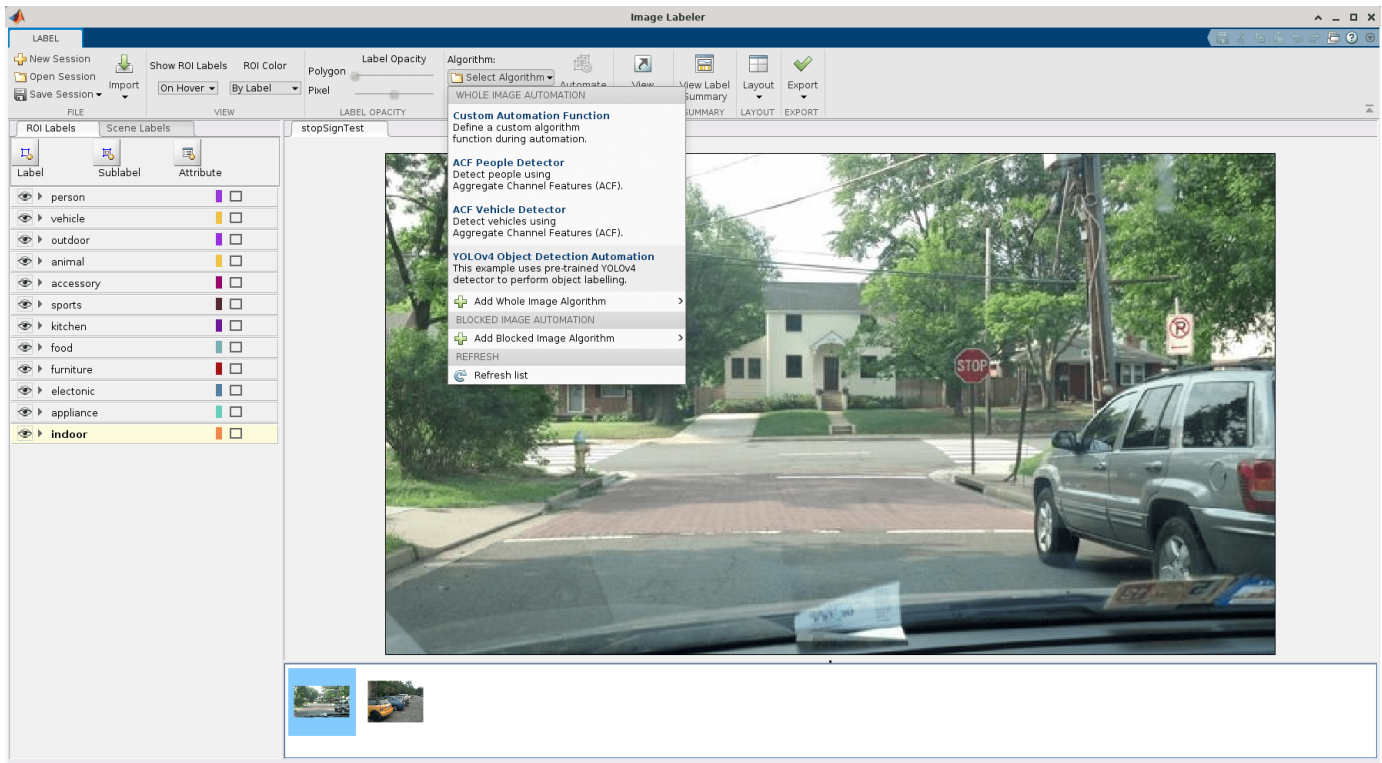 Image Labeler
LABEL
New Session
Open Session
Save Session
Import
FILE
Show ROI Labels
ROI Color
On Hover
By Label
VIEW
Label Opacity
Polygon
Pixel
LABEL OPACITY
Algorithm:
Select Algorithm
Automate
View
View Label
Summary
SUMMARY
Layout
LAYOUT
Export
EXPORT
ROI Labels
Scene Labels
Label
Sublabel
Attribute
person
vehicle
outdoor
animal
accessory
sports
kitchen
food
furniture
electonic
appliance
indoor
stopSignTest
WHOLE IMAGE AUTOMATION
Custom Automation Function
Define a custom algorithm
function during automation.
ACF People Detector
Detect people using
Aggregate Channel Features (ACF).
ACF Vehicle Detector
Detect vehicles using
Aggregate Channel Features (ACF).
YOLOv4 Object Detection Automation
This example uses pre-trained YOLOv4
detector to perform object labelling.
Add Whole Image Algorithm
BLOCKED IMAGE AUTOMATION
Add Blocked Image Algorithm
REFRESH
Refresh list
P
STOP